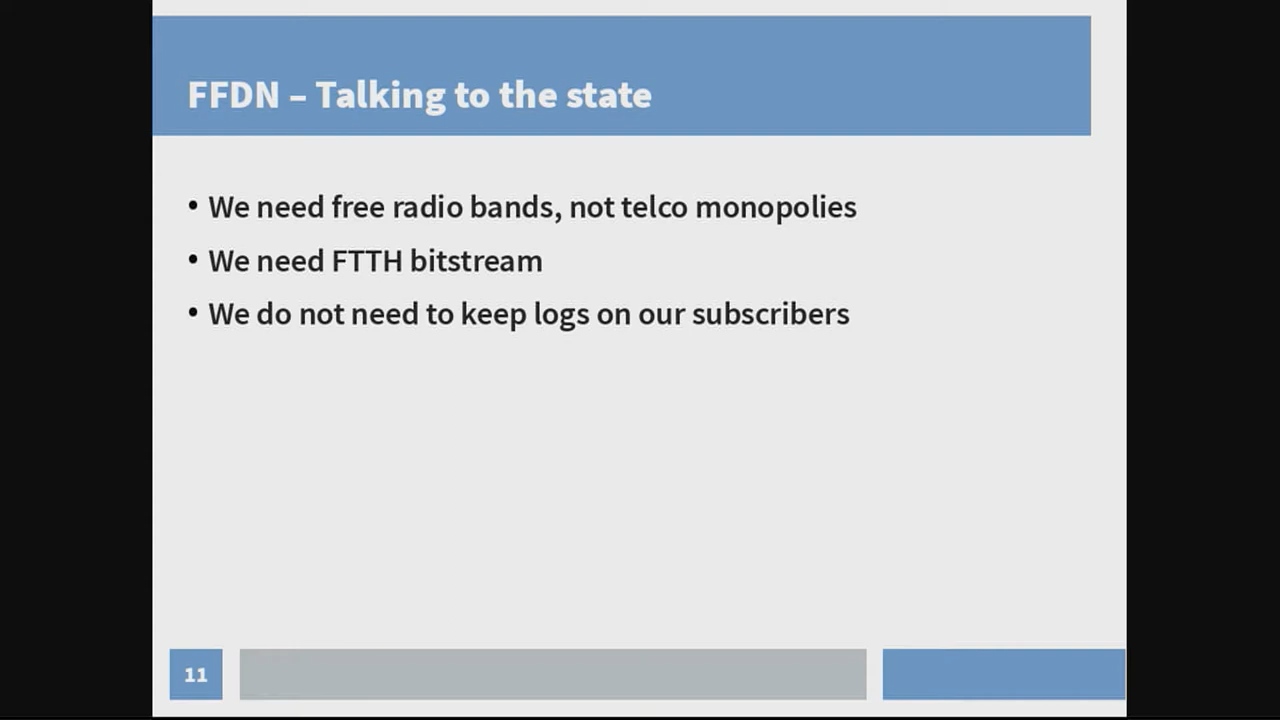 FFDN – Talking to the state
• We need free radio bands, not telco monopolies
• We need FTTH bitstream
• We do not need to keep logs on our subscribers
11